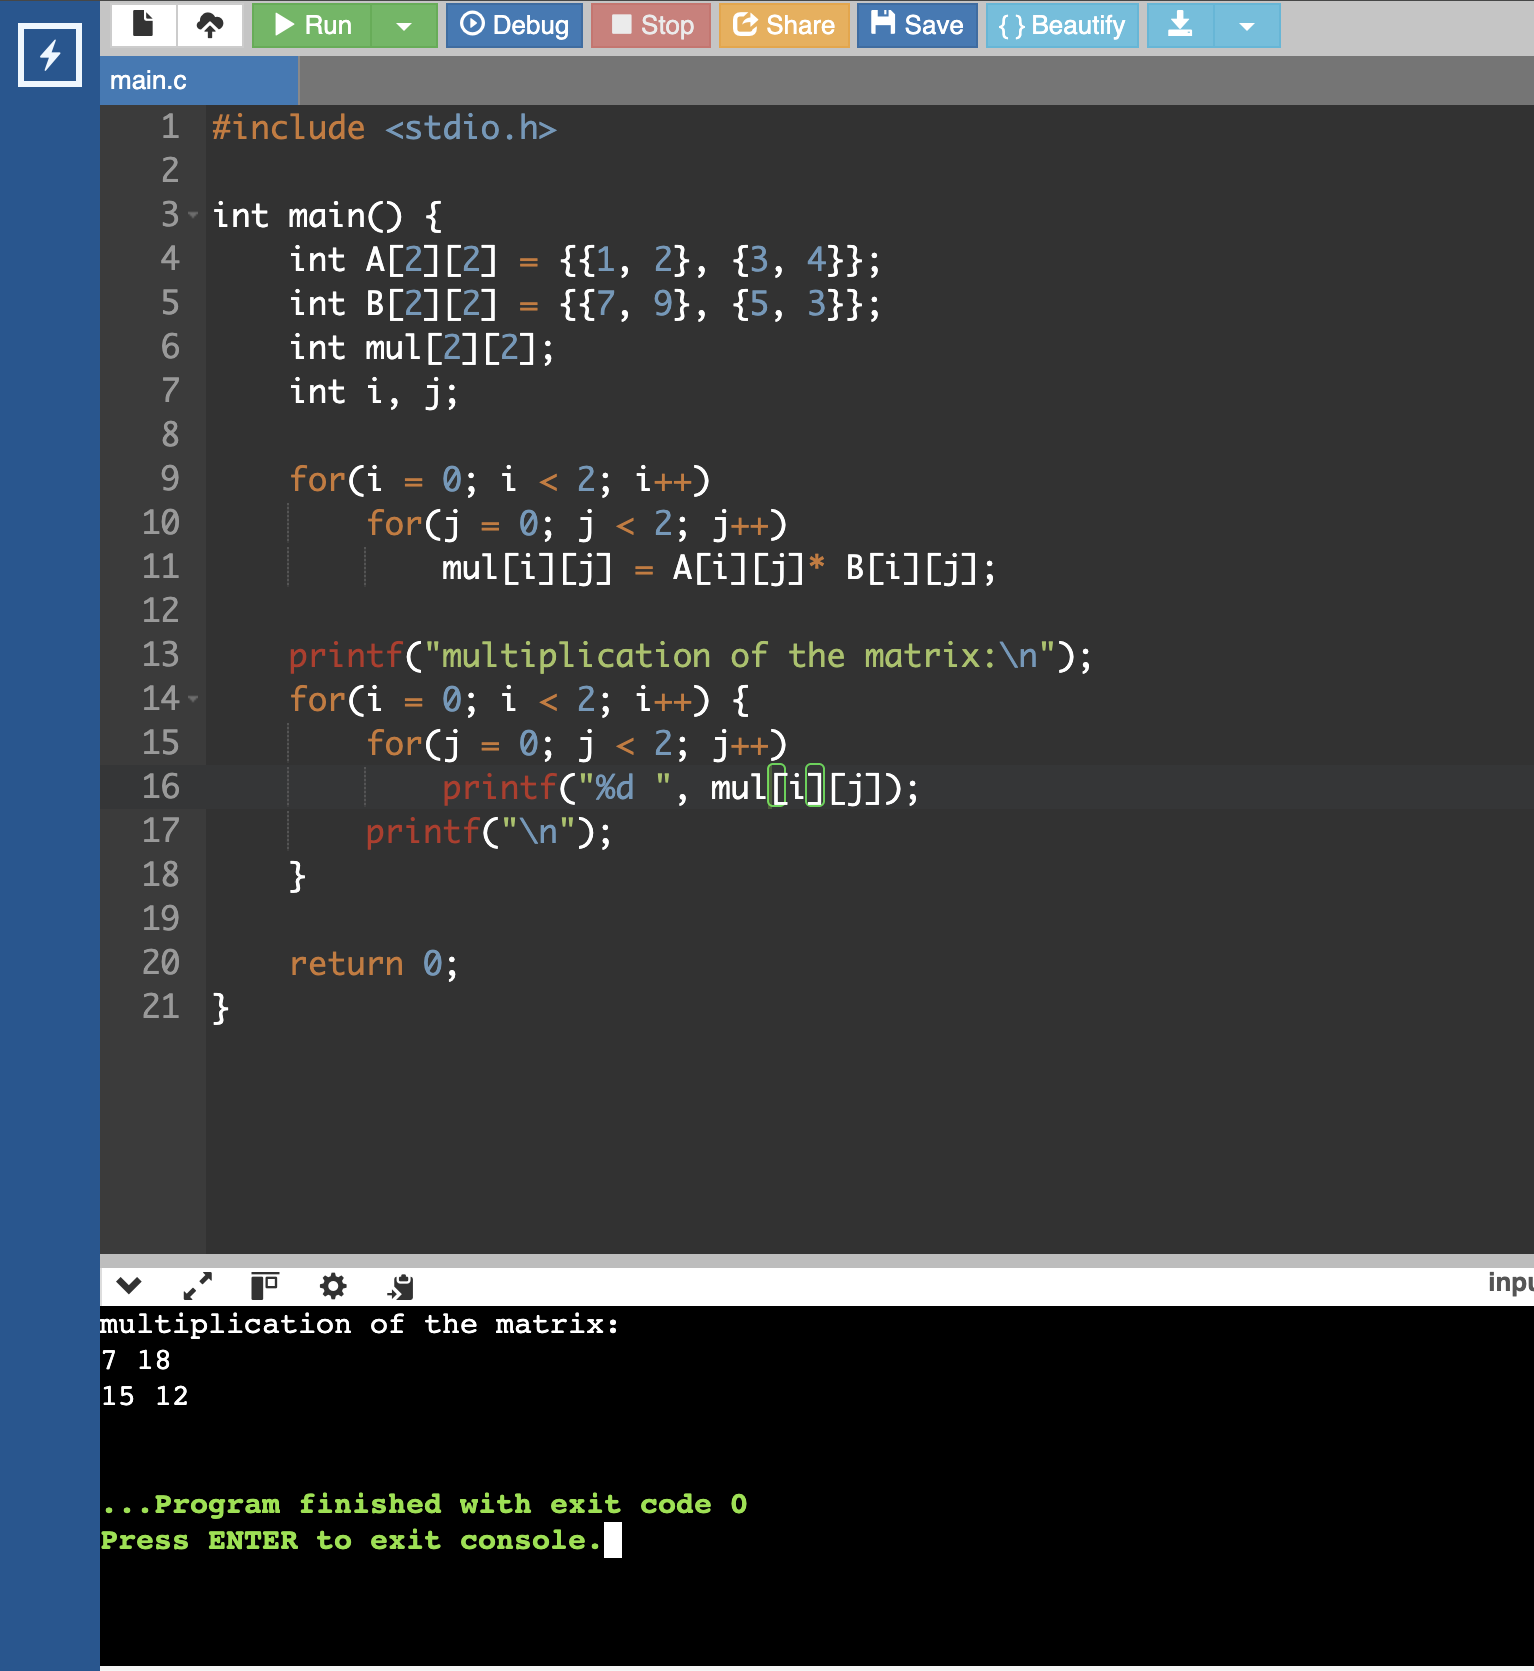 Run Debug Stop Share Save { } Beautify
main.c
1 #include <stdio.h>
2
3 int main() {
4     int A[2][2] = {{1, 2}, {3, 4}};
5     int B[2][2] = {{7, 9}, {5, 3}};
6     int mul[2][2];
7     int i, j;
8
9     for(i = 0; i < 2; i++)
10         for(j = 0; j < 2; j++)
11             mul[i][j] = A[i][j]* B[i][j];
12
13     printf("multiplication of the matrix:\n");
14     for(i = 0; i < 2; i++) {
15         for(j = 0; j < 2; j++)
16             printf("%d ", mul[i][j]);
17         printf("\n");
18     }
19
20     return 0;
21 }
multiplication of the matrix:
7 18
15 12
...Program finished with exit code 0
Press ENTER to exit console.